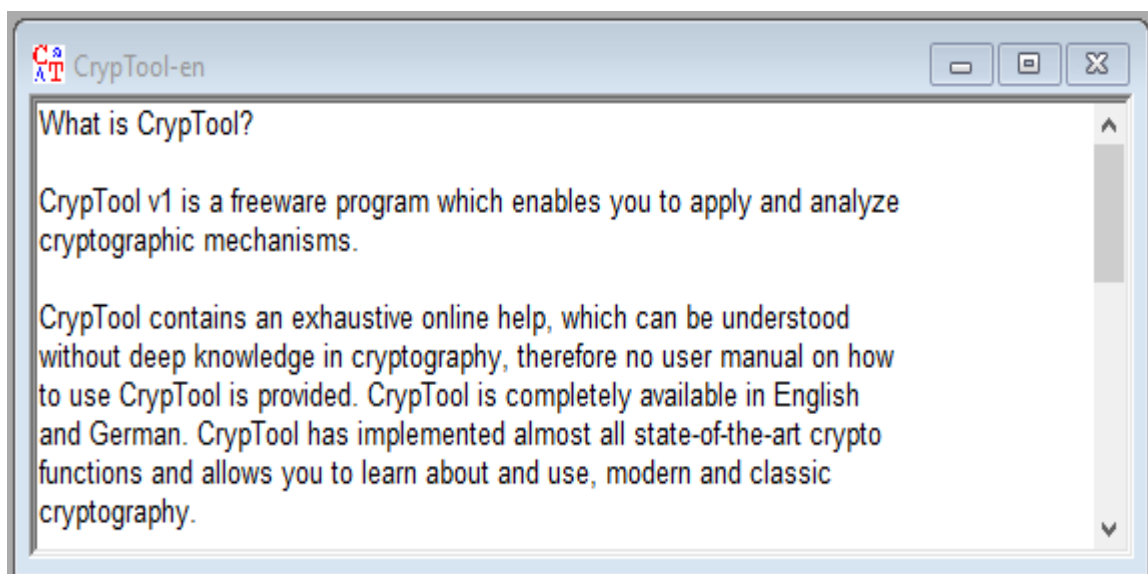 CrypTool-en
What is CrypTool?
CrypTool v1 is a freeware program which enables you to apply and analyze
cryptographic mechanisms.
CrypTool contains an exhaustive online help, which can be understood
without deep knowledge in cryptography, therefore no user manual on how
to use CrypTool is provided. CrypTool is completely available in English
and German. CrypTool has implemented almost all state-of-the-art crypto
functions and allows you to learn about and use, modern and classic
cryptography.